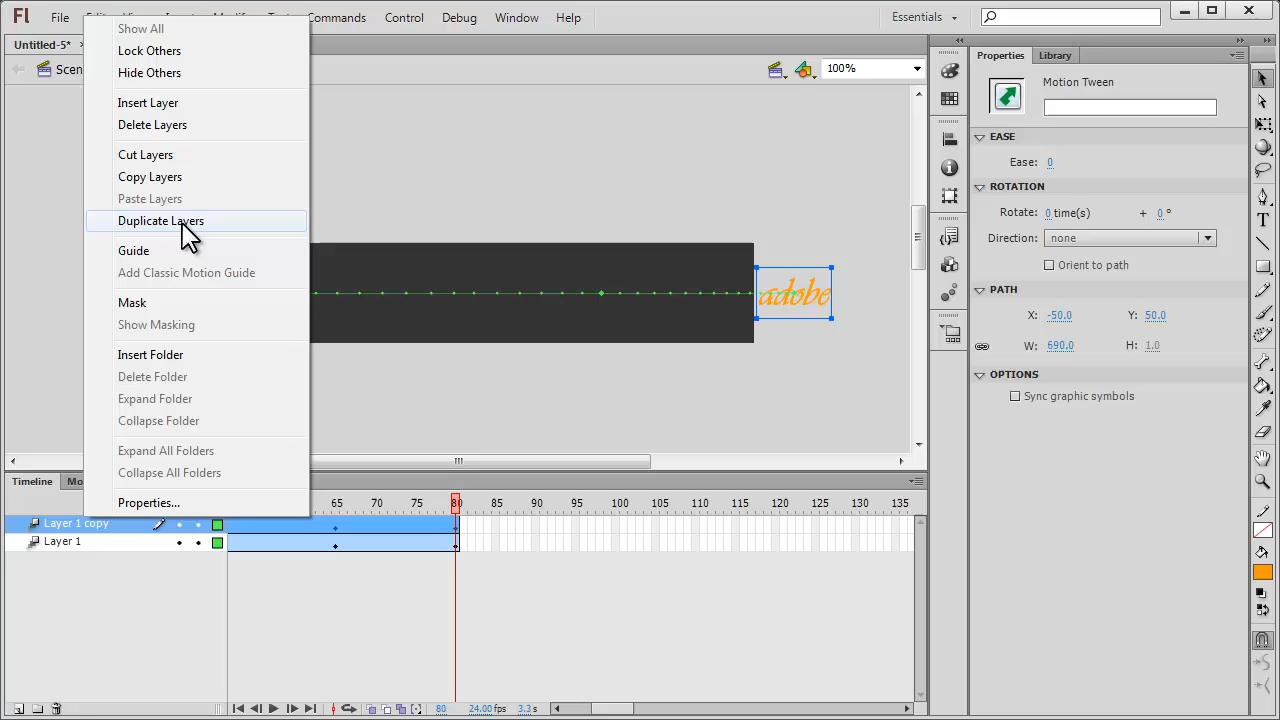 Fl File Commands Control Debug Window Help Essentials
Untitled-5*
Scen 100%
Show All
Lock Others
Hide Others
Insert Layer
Delete Layers
Cut Layers
Copy Layers
Paste Layers
Duplicate Layers
Guide
Add Classic Motion Guide
Mask
Show Masking
Insert Folder
Delete Folder
Expand Folder
Collapse Folder
Expand All Folders
Collapse All Folders
Properties...
adobe
Properties Library
Motion Tween
EASE
Ease: 0
ROTATION
Rotate: 0 time(s) + 0 °
Direction: none
Orient to path
PATH
X: -50.0 Y: 50.0
W: 690.0 H: 1.0
OPTIONS
Sync graphic symbols
Timeline Mo
65 70 75 80 85 90 95 100 105 110 115 120 125 130 135
Layer 1 copy
Layer 1
80 24.00 fps 3.3 s